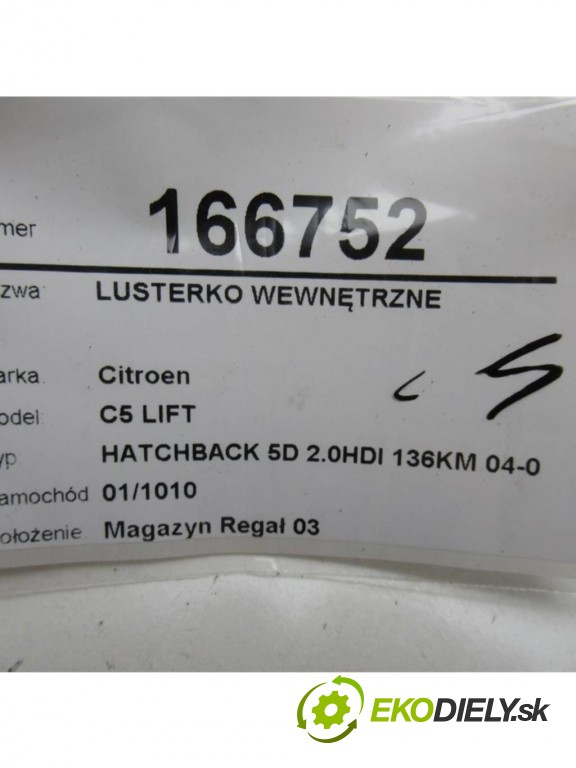 mer 166752
zwa LUSTERKO WEWNĘTRZNE
arka Citroen
odel C5 LIFT
yp HATCHBACK 5D 2.0HDI 136KM 04-0
amochód 01/1010
ołożenie Magazyn Regał 03
EKODIELY.sk